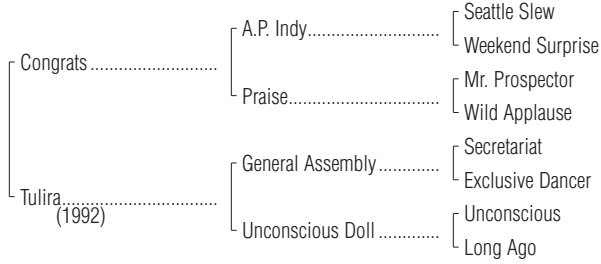 Seattle Slew
A.P. Indy..............................
Weekend Surprise
Congrats ............................
Mr. Prospector
Praise..................................
Wild Applause
Secretariat
General Assembly..............
Exclusive Dancer
Tulira...................................
(1992)
Unconscious
Unconscious Doll ..............
Long Ago